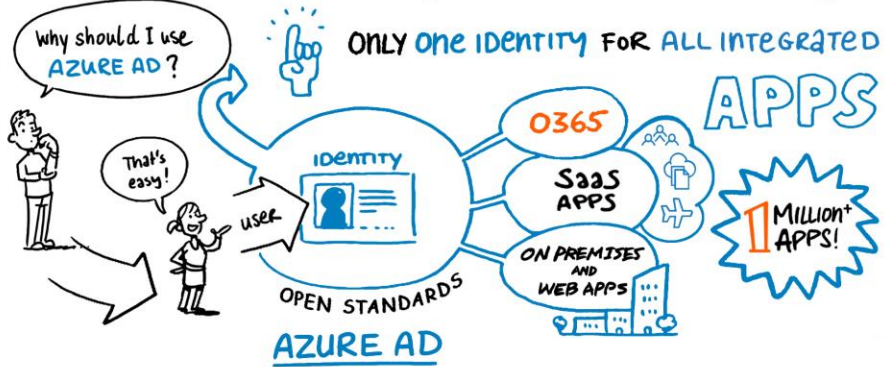 why should I use
AZURE AD?
ONLY ONE IDENTITY FOR ALL INTEGRATED
APPS
That's
easy!
user
IDENTITY
OPEN STANDARDS
AZURE AD
O365
SaaS
APPS
ON PREMISES
AND
WEB APPS
1 MILLION+
APPS!